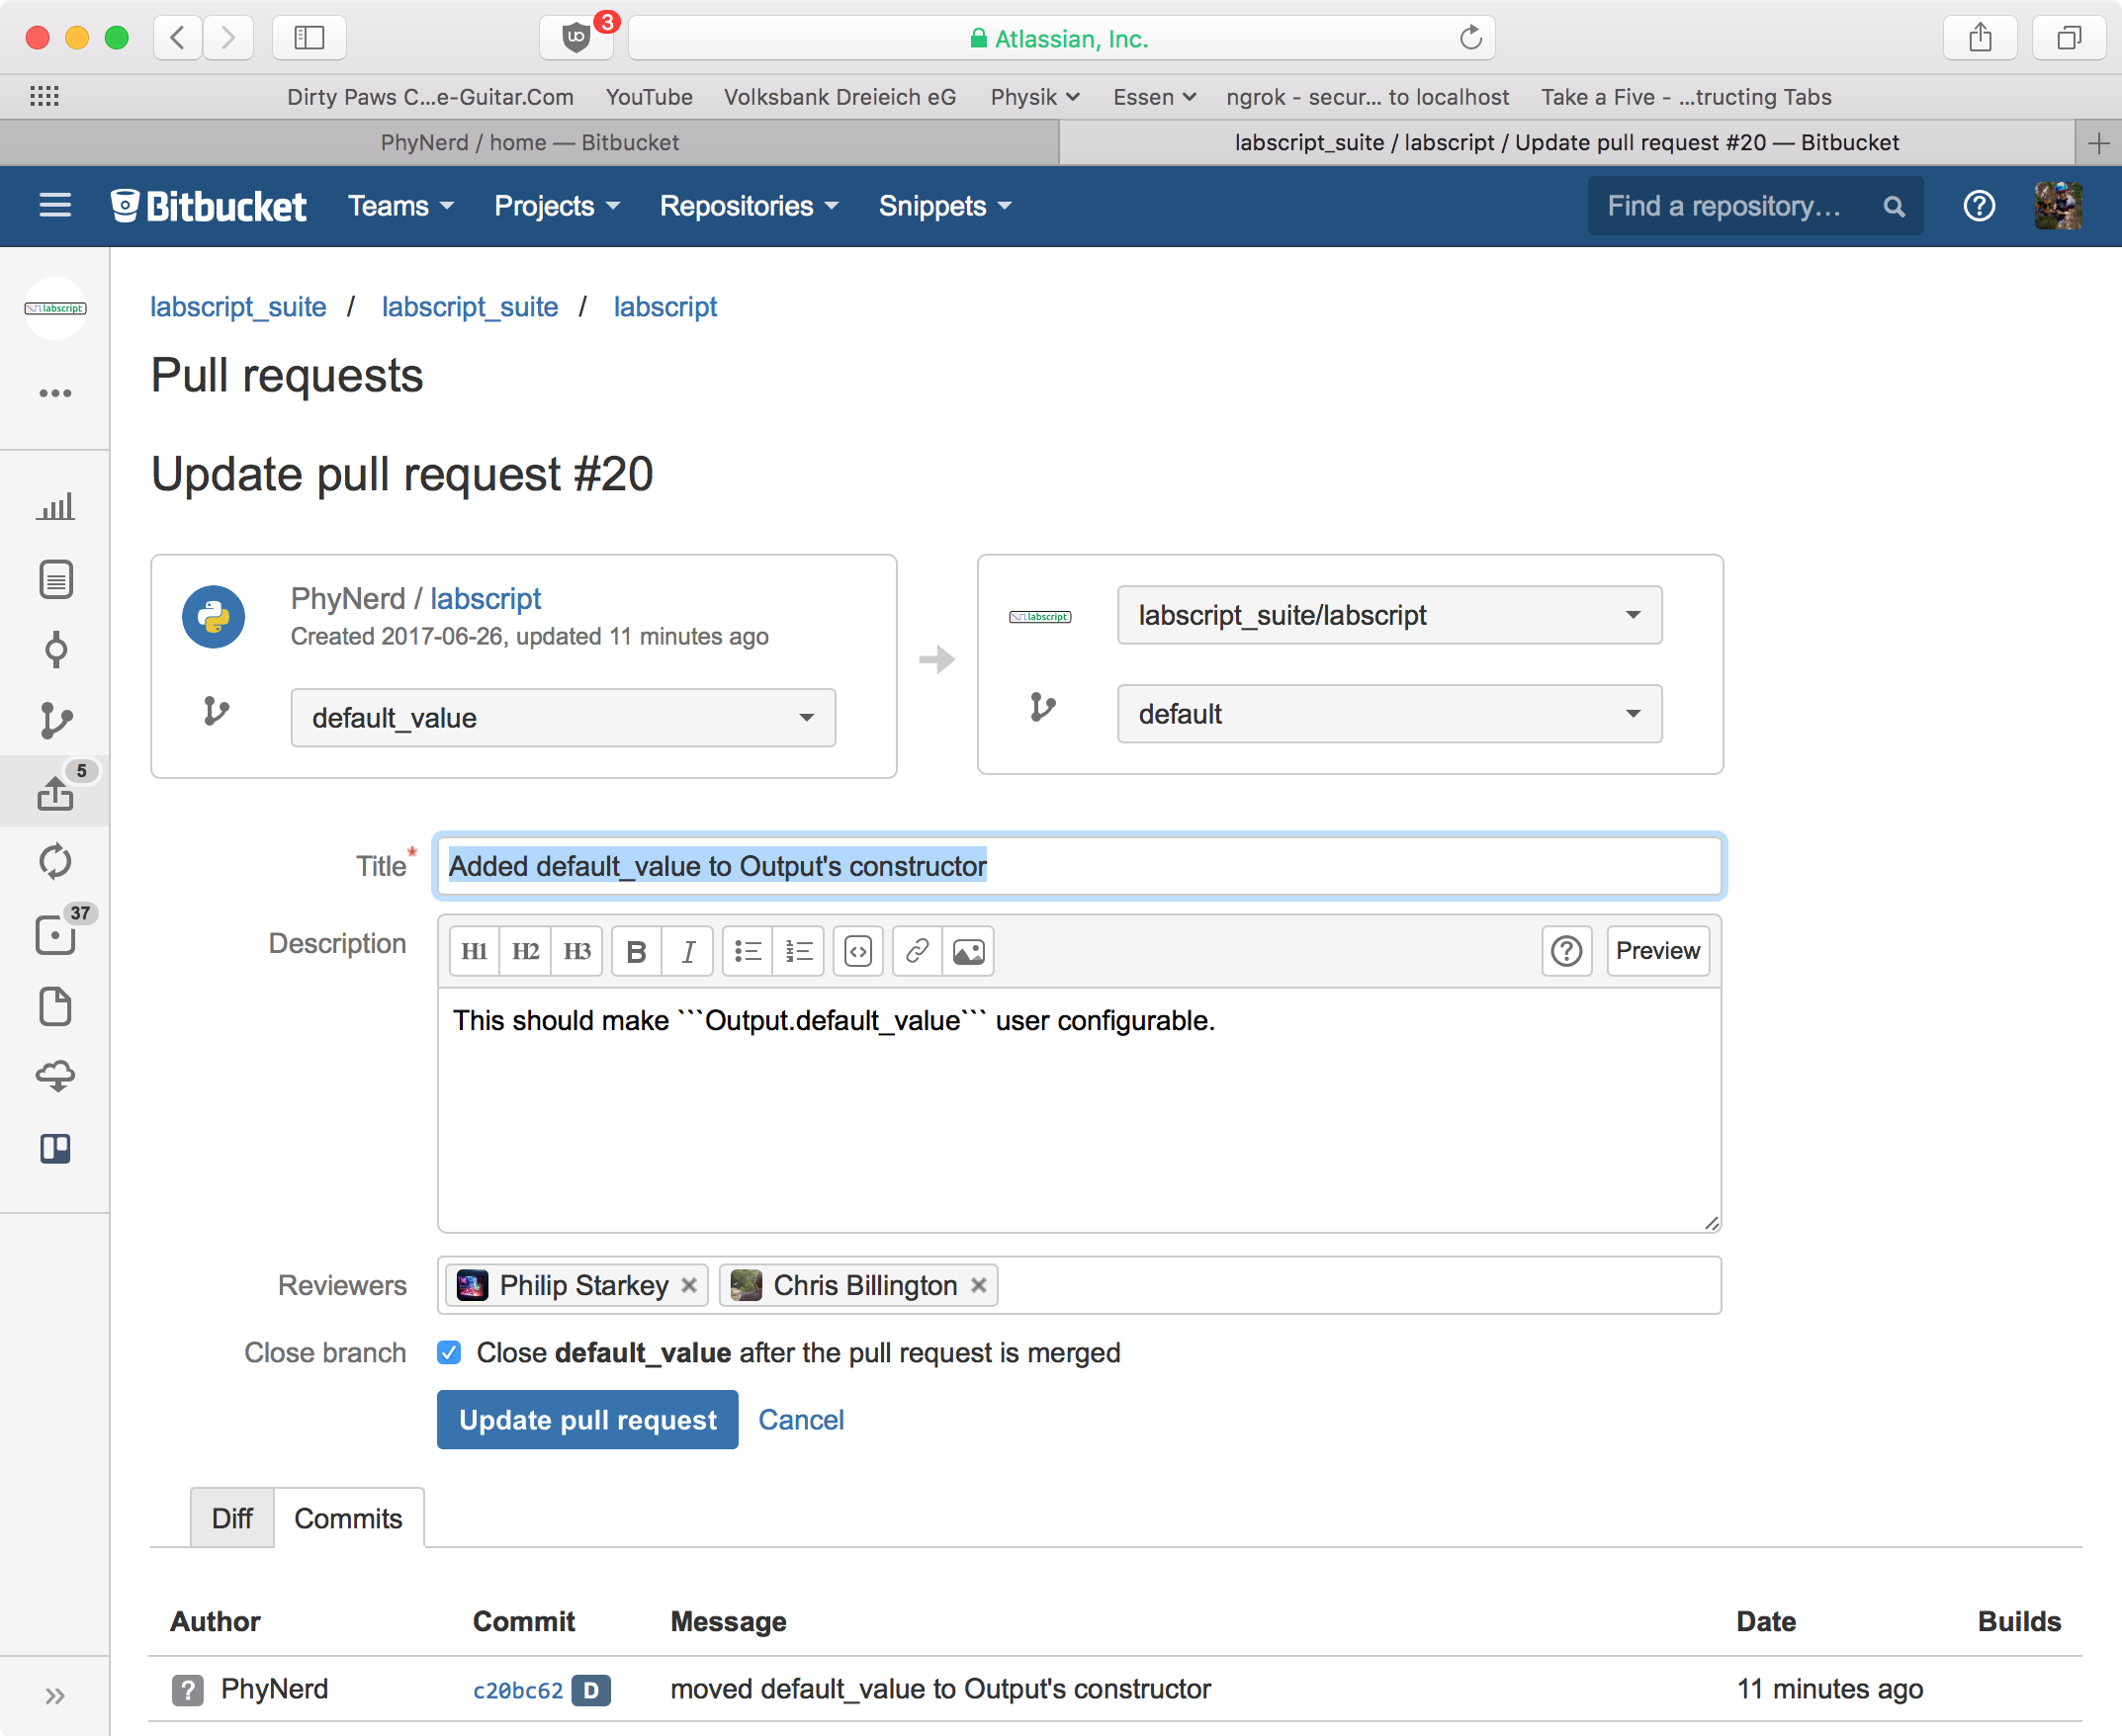 3
Atlassian, Inc.
Dirty Paws C...e-Guitar.Com YouTube Volksbank Dreieich eG Physik Essen ngrok - secur... to localhost Take a Five - ...tructing Tabs
PhyNerd / home — Bitbucket labscript_suite / labscript / Update pull request #20 — Bitbucket
Bitbucket Teams Projects Repositories Snippets Find a repository...
labscript
labscript_suite / labscript_suite / labscript
Pull requests
Update pull request #20
PhyNerd / labscript
Created 2017-06-26, updated 11 minutes ago
default_value
labscript labscript_suite/labscript
default
5
37
Title* Added default_value to Output's constructor
Description H1 H2 H3 B I Preview
This should make ```Output.default_value``` user configurable.
Reviewers Philip Starkey × Chris Billington ×
Close branch Close default_value after the pull request is merged
Update pull request Cancel
Diff Commits
Author Commit Message Date Builds
? PhyNerd c20bc62 D moved default_value to Output's constructor 11 minutes ago